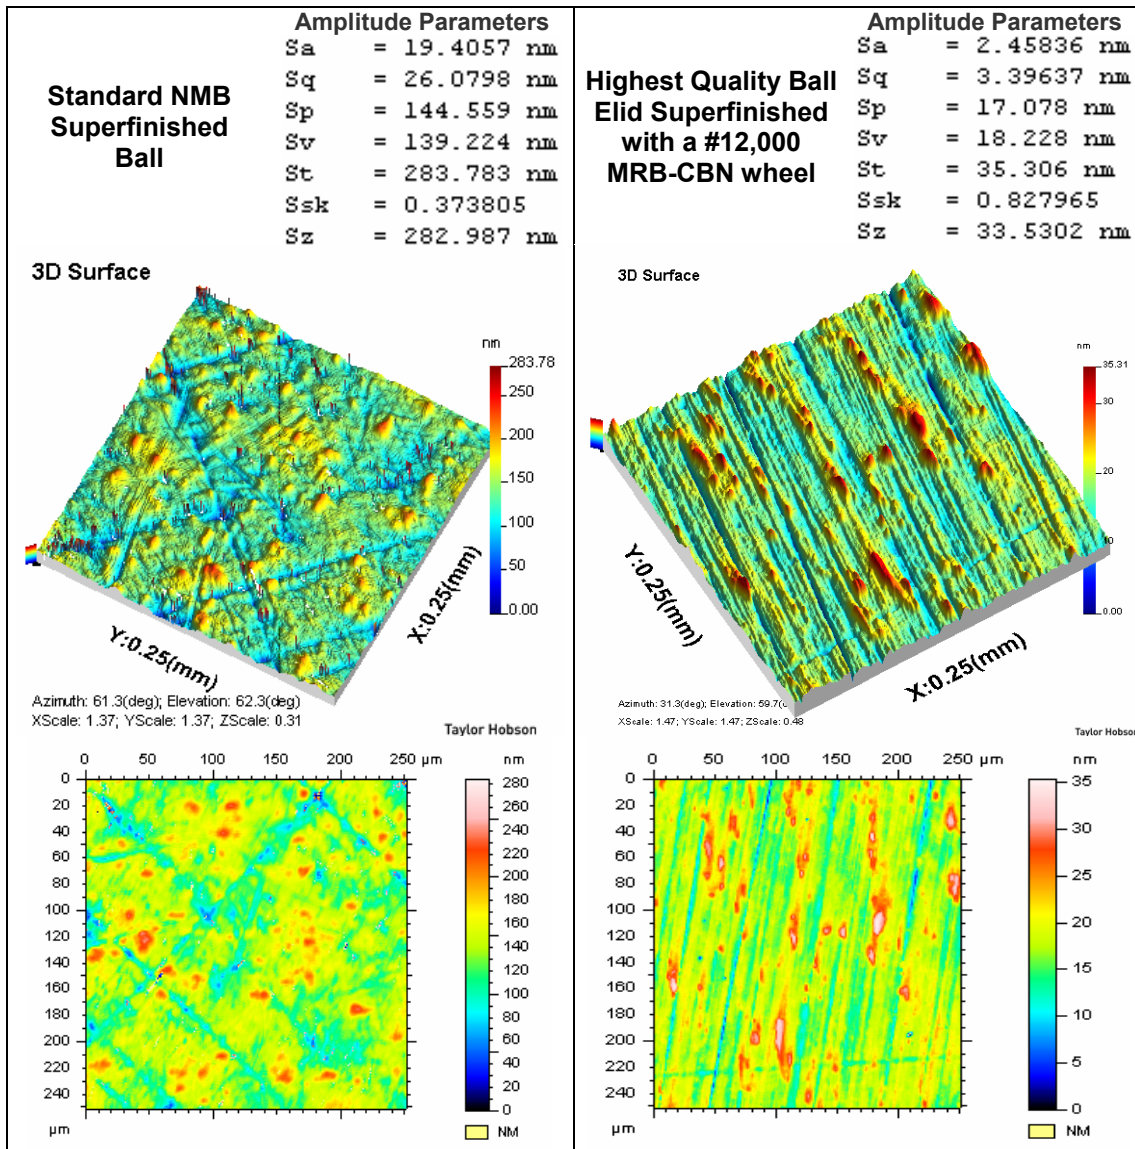 Amplitude Parameters
Standard NMB
Superfinished
Ball
Sa = 19.4057 nm
Sq = 26.0798 nm
Sp = 144.559 nm
Sv = 139.224 nm
St = 283.783 nm
Ssk = 0.373805
Sz = 282.987 nm
Amplitude Parameters
Highest Quality Ball
Elid Superfinished
with a #12,000
MRB-CBN wheel
Sa = 2.45836 nm
Sq = 3.39637 nm
Sp = 17.078 nm
Sv = 18.228 nm
St = 35.306 nm
Ssk = 0.827965
Sz = 33.5302 nm
3D Surface
nm
283.78
250
200
150
100
50
0.00
Y:0.25(mm)
X:0.25(mm)
Azimuth: 61.3(deg); Elevation: 62.3(deg)
XScale: 1.37; YScale: 1.37; ZScale: 0.31
Taylor Hobson
3D Surface
nm
35.31
30
20
0.00
Y:0.25(mm)
X:0.25(mm)
Azimuth: 31.3(deg); Elevation: 59.7
XScale: 1.47; YScale: 1.47; ZScale: 0.48
Taylor Hobson
0 50 100 150 200 250 µm
nm
0
20
40
60
80
100
120
140
160
180
200
220
240
µm
280
260
240
220
200
180
160
140
120
100
80
60
40
20
0
NM
0 50 100 150 200 250 µm
nm
0
20
40
60
80
100
120
140
160
180
200
220
240
µm
35
30
25
20
15
10
5
0
NM